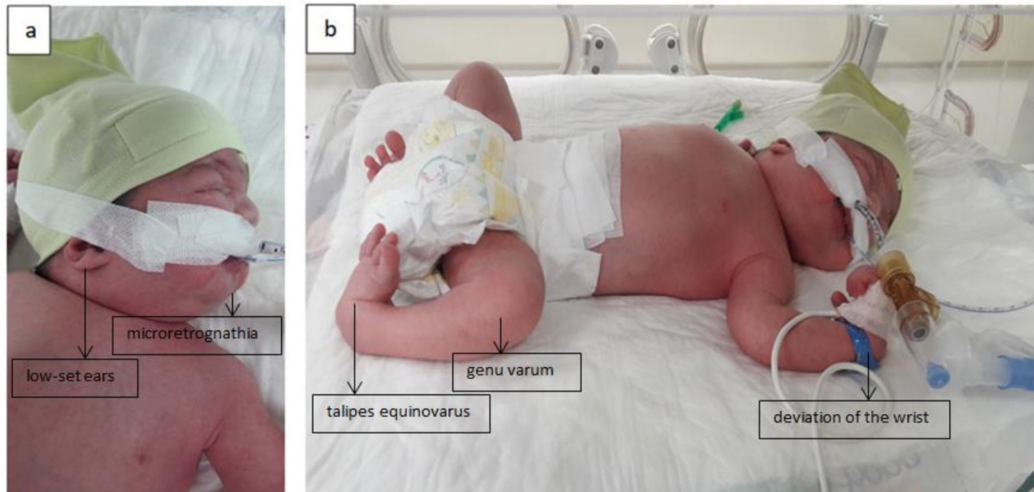 a
b
microretrognathia
low-set ears
genu varum
talipes equinovarus
deviation of the wrist